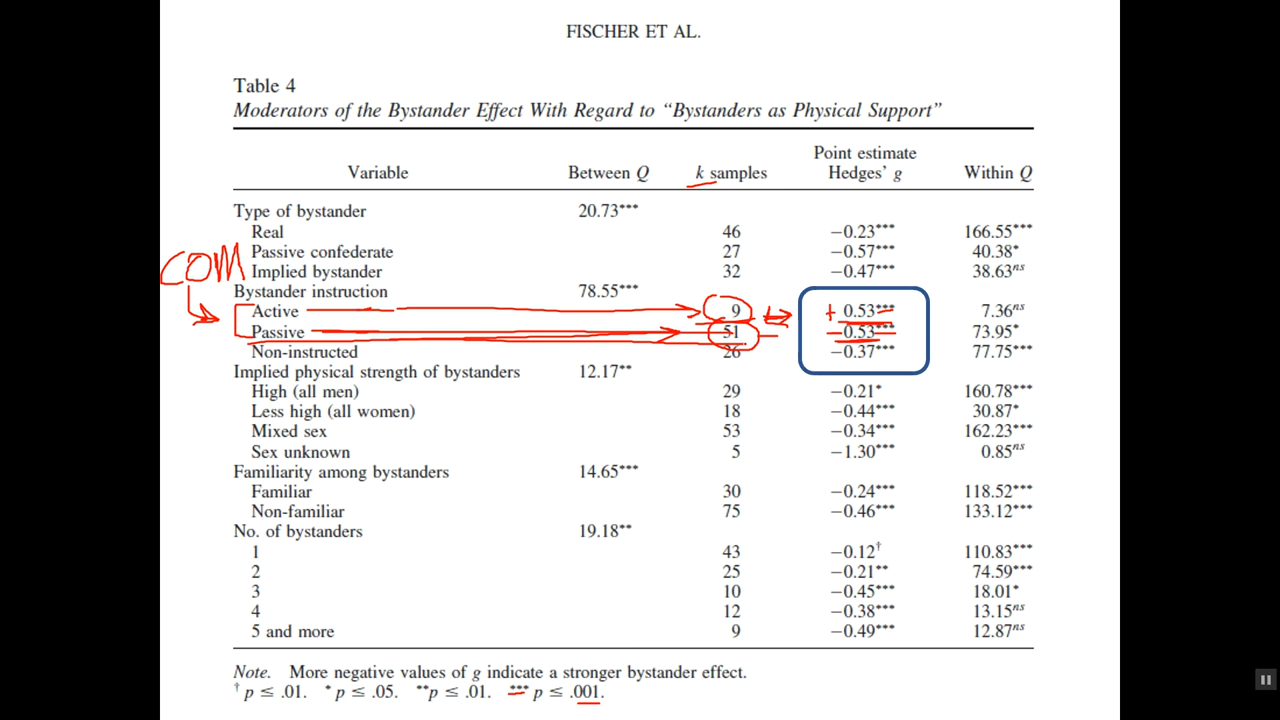 FISCHER ET AL.
Table 4
Moderators of the Bystander Effect With Regard to “Bystanders as Physical Support”
Variable Between Q k samples Point estimate Hedges’ g Within Q
Type of bystander 20.73***
Real 46 −0.23*** 166.55***
Passive confederate 27 −0.57*** 40.38*
COM
Implied bystander 32 −0.47*** 38.63ns
Bystander instruction 78.55***
Active 9 + 0.53*** 7.36ns
Passive 51 −0.53*** 73.95*
Non-instructed 26 −0.37*** 77.75***
Implied physical strength of bystanders 12.17**
High (all men) 29 −0.21* 160.78***
Less high (all women) 18 −0.44*** 30.87*
Mixed sex 53 −0.34*** 162.23***
Sex unknown 5 −1.30*** 0.85ns
Familiarity among bystanders 14.65***
Familiar 30 −0.24*** 118.52***
Non-familiar 75 −0.46*** 133.12***
No. of bystanders 19.18**
1 43 −0.12† 110.83***
2 25 −0.21** 74.59***
3 10 −0.45*** 18.01*
4 12 −0.38*** 13.15ns
5 and more 9 −0.49*** 12.87ns
Note. More negative values of g indicate a stronger bystander effect.
† p ≤ .01. * p ≤ .05. ** p ≤ .01. *** p ≤ .001.